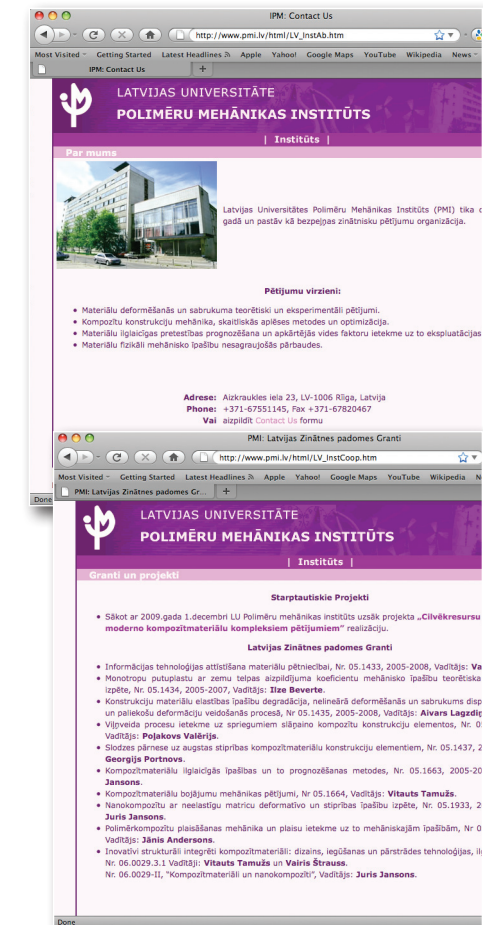 IPM: Contact Us
http://www.pmi.lv/html/LV_InstAb.htm
Most Visited Getting Started Latest Headlines Apple Yahoo! Google Maps YouTube Wikipedia News
IPM: Contact Us +
LATVIJAS UNIVERSITĀTE
POLIMĒRU MEHĀNIKAS INSTITŪTS
| Institūts |
Par mums
Latvijas Universitātes Polimēru Mehānikas Institūts (PMI) tika
gadā un pastāv kā bezpeļņas zinātnisku pētījumu organizācija.
Pētījumu virzieni:
• Materiālu deformēšanās un sabrukuma teorētiski un eksperimentāli pētījumi.
• Kompozītu konstrukciju mehānika, skaitliskās aplēses metodes un optimizācija.
• Materiālu ilglaicīgas pretestības prognozēšana un apkārtējās vides faktoru ietekme uz to ekspluatācijas
• Materiālu fizikāli mehānisko īpašību nesagraujošās pārbaudes.
Adrese: Aizkraukles iela 23, LV-1006 Rīga, Latvija
Phone: +371-67551145, Fax +371-67820467
Vai aizpildīt Contact Us formu
Done
PMI: Latvijas Zinātnes padomes Granti
http://www.pmi.lv/html/LV_InstCoop.htm
Most Visited Getting Started Latest Headlines Apple Yahoo! Google Maps YouTube Wikipedia N
PMI: Latvijas Zinātnes padomes Gr... +
LATVIJAS UNIVERSITĀTE
POLIMĒRU MEHĀNIKAS INSTITŪTS
| Institūts |
Granti un projekti
Starptautiskie Projekti
• Sākot ar 2009.gada 1.decembri LU Polimēru mehānikas institūts uzsāk projekta „Cilvēkresursu
moderno kompozītmateriālu kompleksiem pētījumiem” realizāciju.
Latvijas Zinātnes padomes Granti
• Informācijas tehnoloģijas attīstīšana materiālu pētniecībai, Nr. 05.1433, 2005-2008, Vadītājs: Va
• Monotropu putuplastu ar zemu telpas aizpildījuma koeficientu mehānisko īpašību teorētiska
izpēte, Nr. 05.1434, 2005-2007, Vadītājs: Ilze Beverte.
• Konstrukciju materiālu elastības īpašību degradācija, nelineārā deformēšanās un sabrukums disp
un paliekošu deformāciju veidošanās procesā, Nr 05.1435, 2005-2008, Vadītājs: Aivars Lagzdiņ
• Viļņveida procesu ietekme uz spriegumiem slāpaino kompozītu konstrukciju elementos, Nr. 05
Vadītājs: Poļakovs Valērijs.
• Slodzes pārnese uz augstas stiprības kompozītmateriālu konstrukciju elementiem, Nr. 05.1437, 2
Georgijs Portnovs.
• Kompozītmateriālu ilglaicīgās īpašības un to prognozēšanas metodes, Nr. 05.1663, 2005-20
Jansons.
• Kompozītmateriālu bojājumu mehānikas pētījumi, Nr 05.1664, Vadītājs: Vitauts Tamužs.
• Nanokompozītu ar neelastīgu matricu deformatīvo un stiprības īpašību izpēte, Nr. 05.1933, 2
Juris Jansons.
• Polimērkompozītu plaisāšanas mehānika un plaisu ietekme uz to mehāniskajām īpašībām, Nr 0
Vadītājs: Jānis Andersons.
• Inovatīvi strukturāli integrēti kompozītmateriāli: dizains, iegūšanas un pārstrādes tehnoloģijas,
Nr. 06.0029.3.1 Vadītāji: Vitauts Tamužs un Vairis Štrauss.
Nr. 06.0029-II, “Kompozītmateriāli un nanokompozīti”, Vadītājs: Juris Jansons.
Done